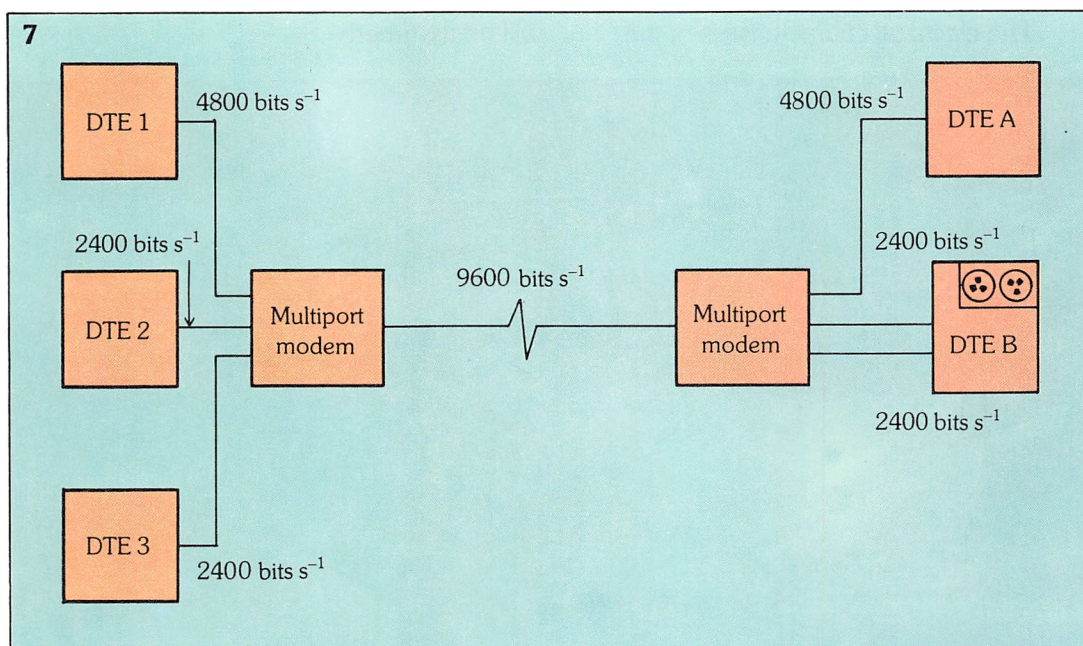 7
DTE 1
4800 bits s⁻¹
4800 bits s⁻¹
DTE A
2400 bits s⁻¹
DTE 2
Multiport
modem
9600 bits s⁻¹
Multiport
modem
2400 bits s⁻¹
DTE B
2400 bits s⁻¹
DTE 3
2400 bits s⁻¹